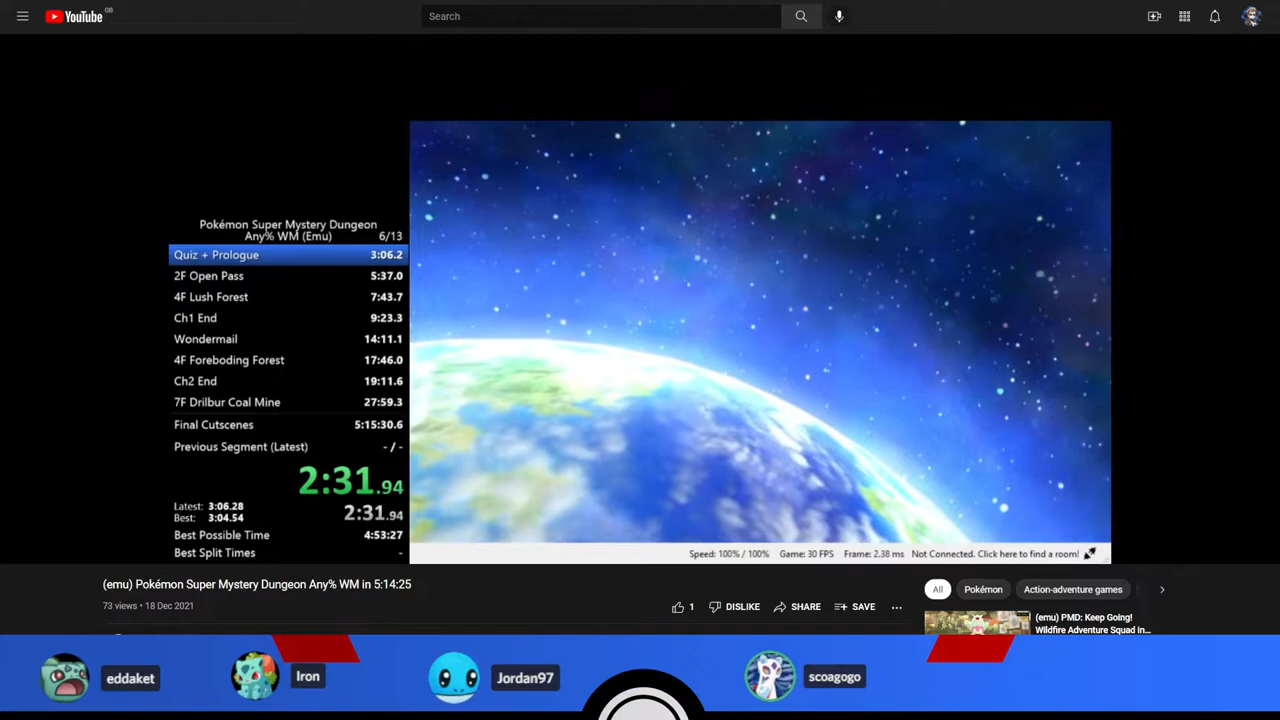 YouTube GB
Search
Pokémon Super Mystery Dungeon
Any% WM (Emu) 6/13
Quiz + Prologue 3:06.2
2F Open Pass 5:37.0
4F Lush Forest 7:43.7
Ch1 End 9:23.3
Wondermail 14:11.1
4F Foreboding Forest 17:46.0
Ch2 End 19:11.6
7F Drilbur Coal Mine 27:59.3
Final Cutscenes 5:15:30.6
Previous Segment (Latest) - / -
2:31.94
Latest: 3:06.28
Best: 3:04.54
2:31.94
Best Possible Time 4:53:27
Best Split Times -
Speed: 100% / 100% Game: 30 FPS Frame: 2.38 ms Not Connected. Click here to find a room!
(emu) Pokémon Super Mystery Dungeon Any% WM in 5:14:25
73 views • 18 Dec 2021
1 DISLIKE SHARE SAVE
All Pokémon Action-adventure games
(emu) PMD: Keep Going!
Wildfire Adventure Squad in...
eddaket Iron Jordan97 scoagogo